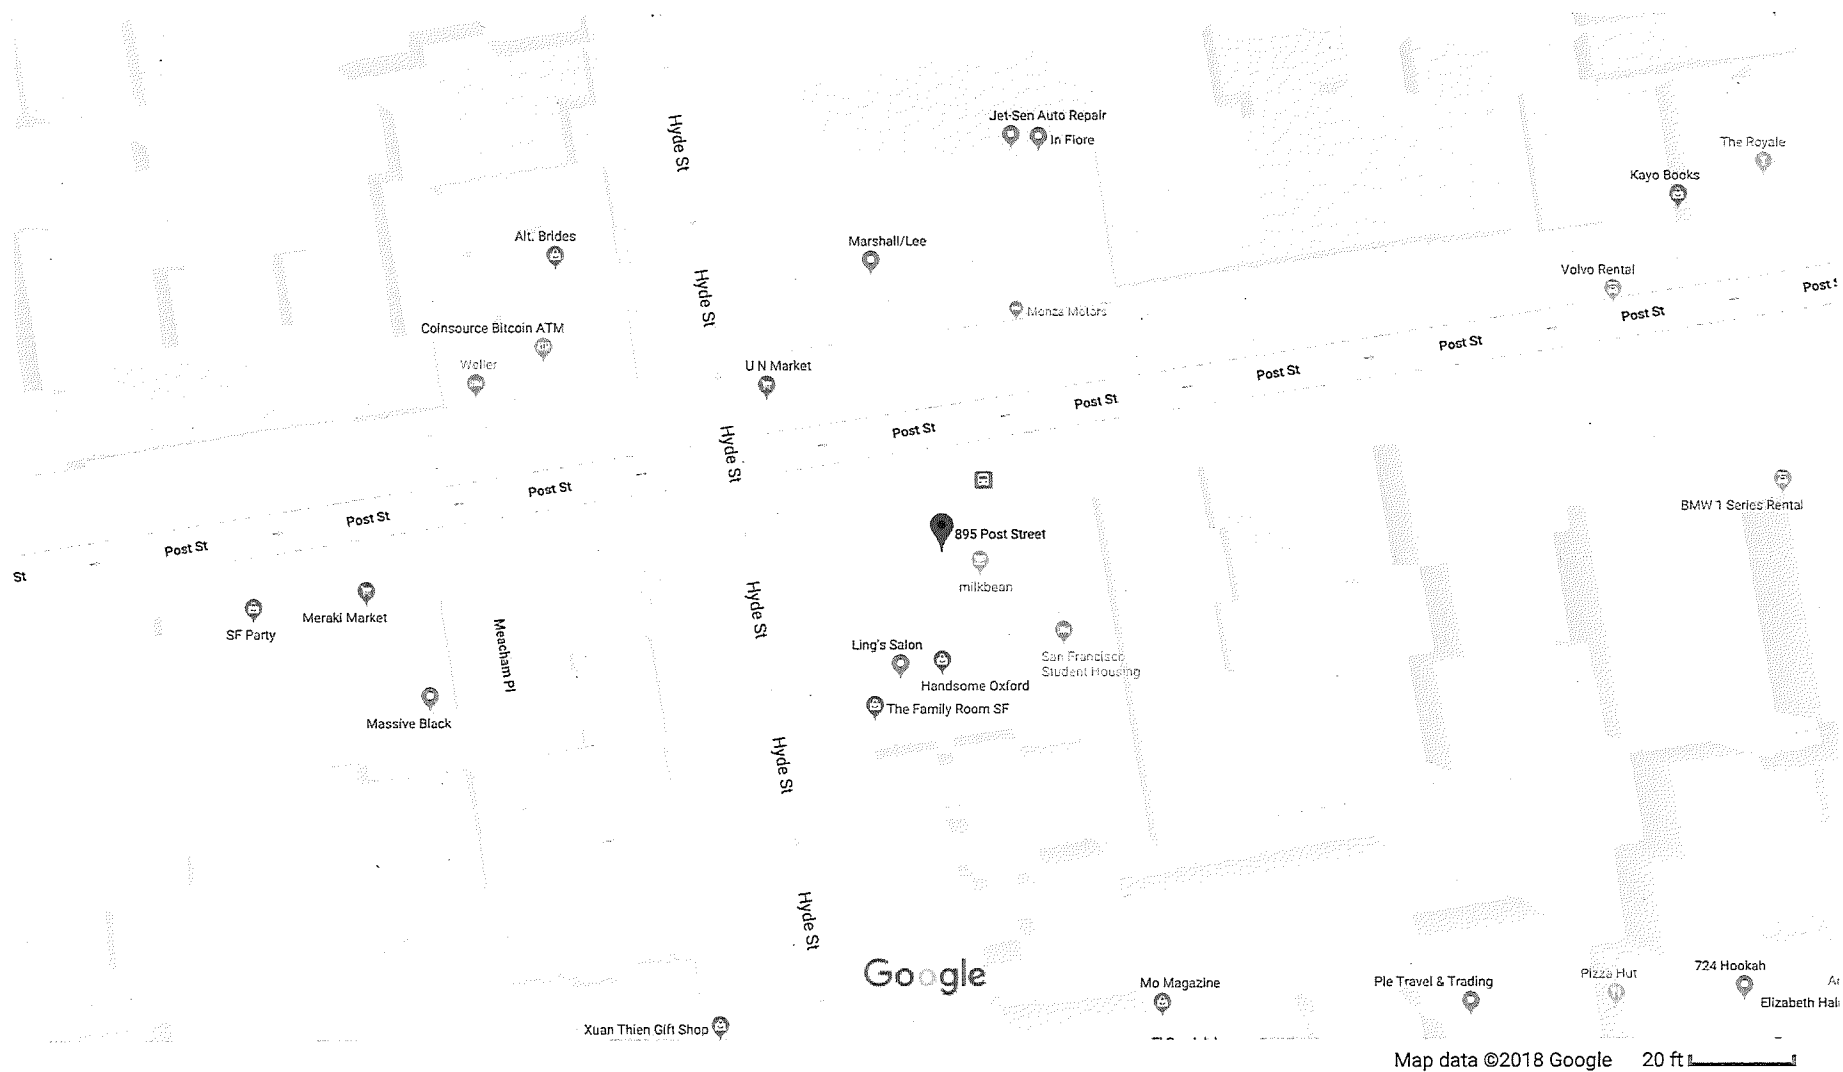 Hyde St
Jet-Sen Auto Repair
In Fiore
The Royale
Kayo Books
Alt. Brides
Marshall/Lee
Hyde St
Volvo Rental
Post
Monza Motors
Post St
Coinsource Bitcoin ATM
Post St
Weller
U N Market
Post St
Post St
Post St
Hyde St
Post St
BMW 1 Series Rental
Post St
895 Post Street
Post St
St
milkbean
Hyde St
Meraki Market
SF Party
Meacham Pl
Ling's Salon
San Francisco
Student Housing
Handsome Oxford
The Family Room SF
Massive Black
Hyde St
Hyde St
Google
724 Hookah
Pizza Hut
Mo Magazine
Pie Travel & Trading
Elizabeth
Xuan Thien Gift Shop
Map data ©2018 Google 20 ft